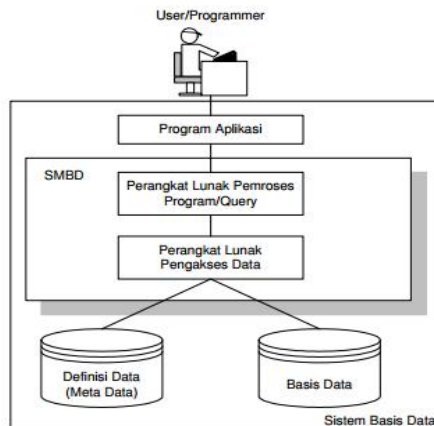 User/Programmer
Program Aplikasi
SMBD
Perangkat Lunak Pemroses
Program/Query
Perangkat Lunak
Pengakses Data
Definisi Data
(Meta Data)
Basis Data
Sistem Basis Data